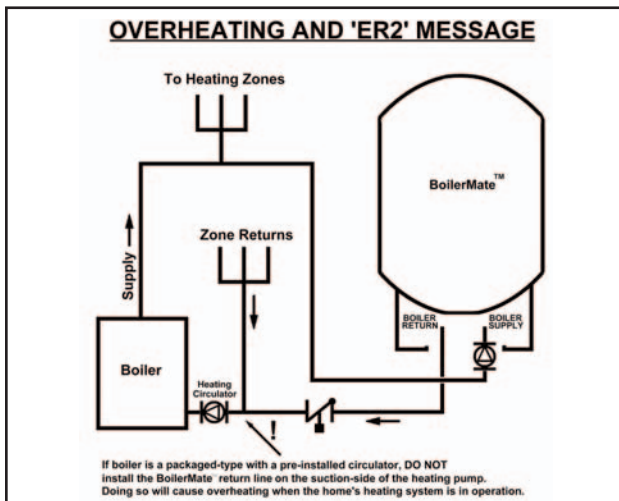 OVERHEATING AND 'ER2' MESSAGE
To Heating Zones
BoilerMate™
Zone Returns
Supply
BOILER
RETURN
BOILER
SUPPLY
Boiler
Heating
Circulator
!
If boiler is a packaged-type with a pre-installed circulator, DO NOT
install the BoilerMate™ return line on the suction-side of the heating pump.
Doing so will cause overheating when the home's heating system is in operation.